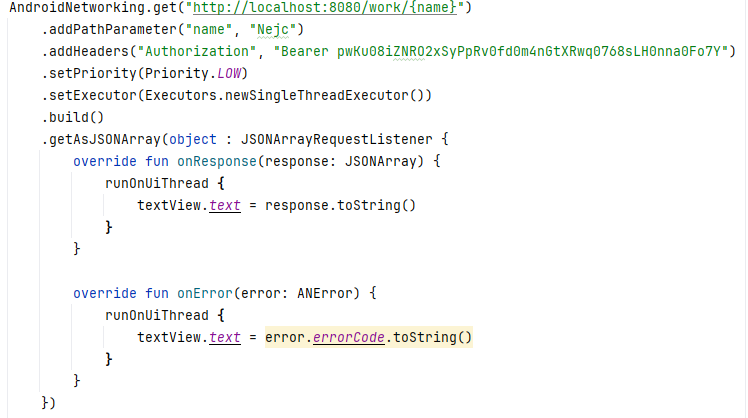 AndroidNetworking.get("http://localhost:8080/work/{name}")
.addPathParameter("name", "Nejc")
.addHeaders("Authorization", "Bearer pwKu08iZNRO2xSyPpRv0fd0m4nGtXRwq0768sLH0nna0Fo7Y")
.setPriority(Priority.LOW)
.setExecutor(Executors.newSingleThreadExecutor())
.build()
.getAsJSONArray(object : JSONArrayRequestListener {
override fun onResponse(response: JSONArray) {
runOnUiThread {
textView.text = response.toString()
}
}
override fun onError(error: ANError) {
runOnUiThread {
textView.text = error.errorCode.toString()
}
}
})